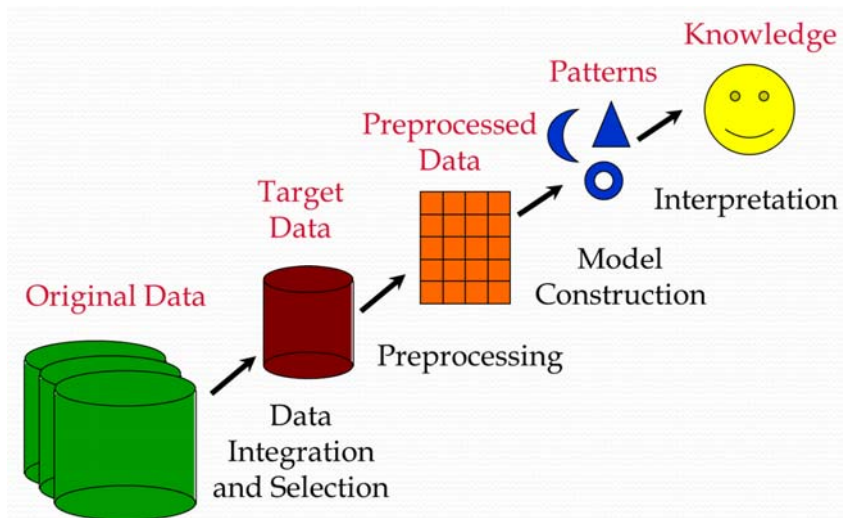 Knowledge
Patterns
Preprocessed
Data
Target
Data
Original Data
Interpretation
Model
Construction
Preprocessing
Data
Integration
and Selection